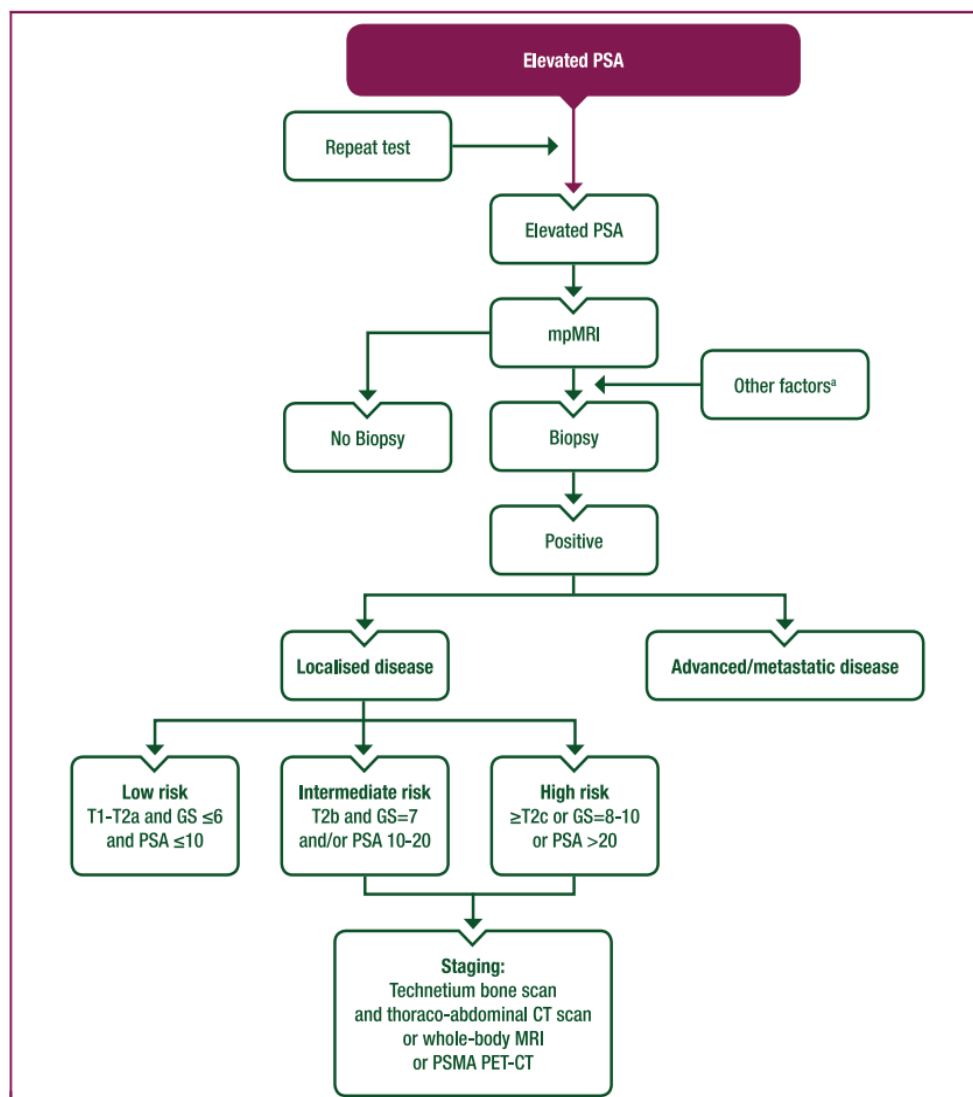 Elevated PSA
Repeat test
Elevated PSA
mpMRI
Other factorsᵃ
No Biopsy
Biopsy
Positive
Localised disease
Advanced/metastatic disease
Low risk
T1-T2a and GS ≤6
and PSA ≤10
Intermediate risk
T2b and GS=7
and/or PSA 10-20
High risk
≥T2c or GS=8-10
or PSA >20
Staging:
Technetium bone scan
and thoraco-abdominal CT scan
or whole-body MRI
or PSMA PET-CT